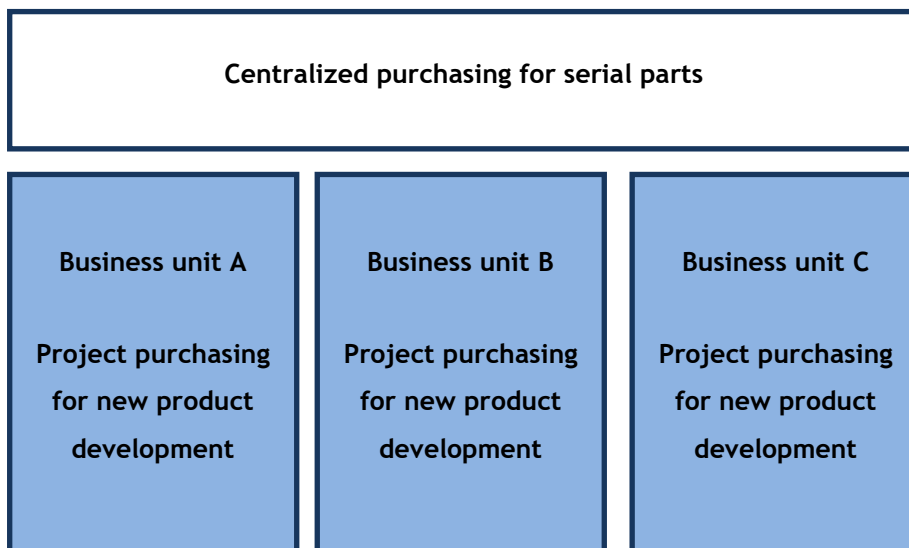 Centralized purchasing for serial parts
Business unit A
Project purchasing
for new product
development
Business unit B
Project purchasing
for new product
development
Business unit C
Project purchasing
for new product
development